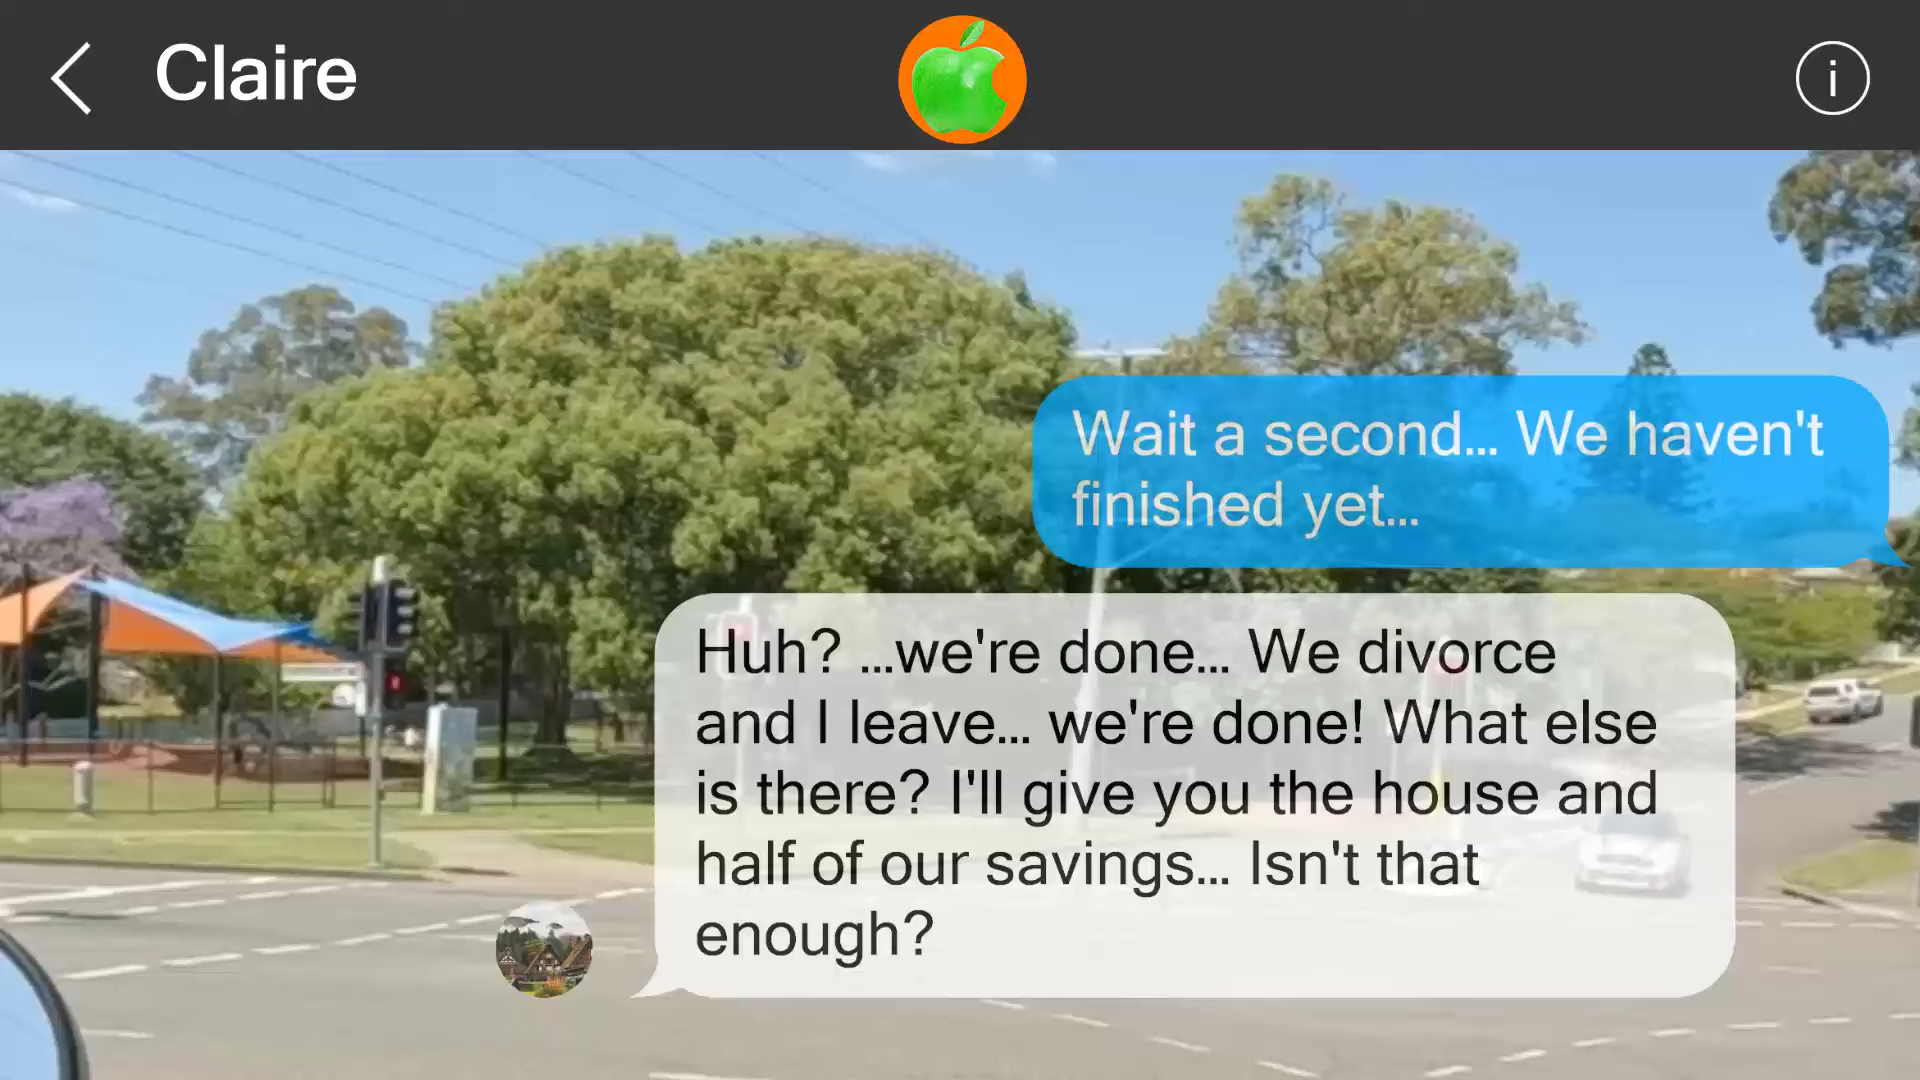 Claire
Wait a second... We haven't
finished yet...
Huh? ...we're done... We divorce
and I leave... we're done! What else
is there? I'll give you the house and
half of our savings... Isn't that
enough?